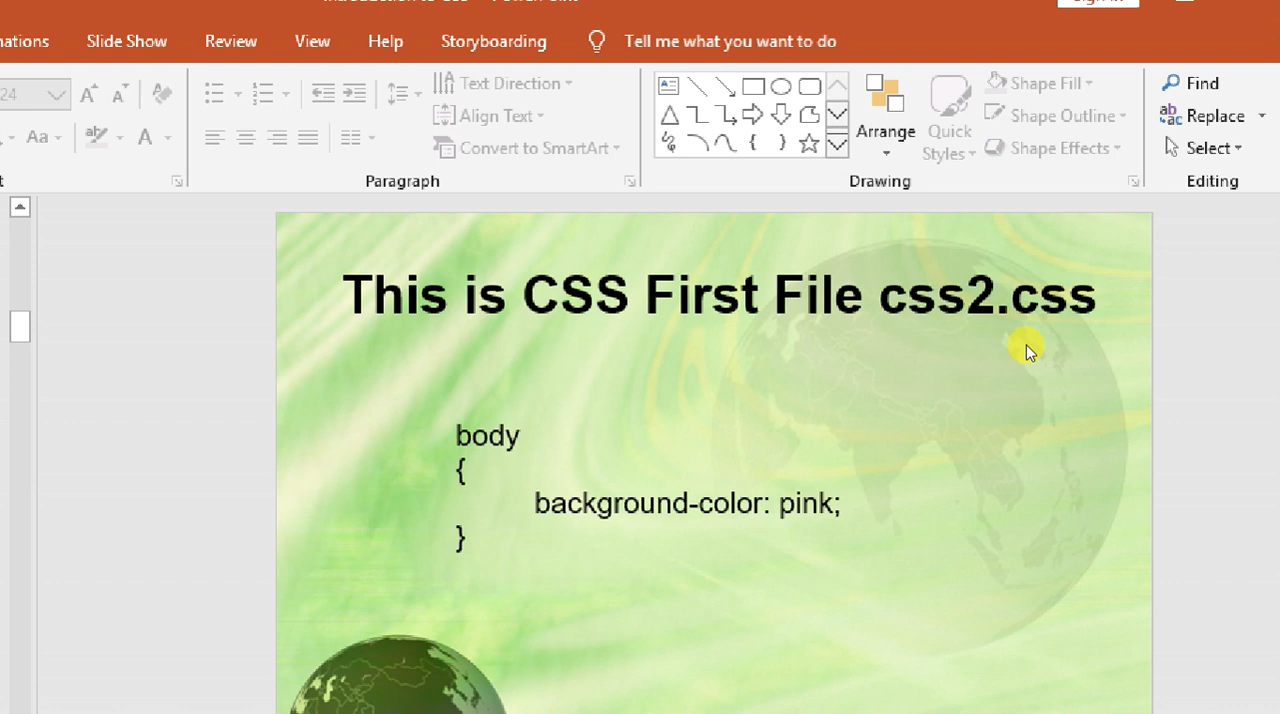 nations Slide Show Review View Help Storyboarding Tell me what you want to do
24 Text Direction Shape Fill Find
Align Text Arrange Quick Styles Shape Outline Replace
Aa A Convert to SmartArt Shape Effects Select
Paragraph Drawing Editing
This is CSS First File css2.css
body
{
background-color: pink;
}